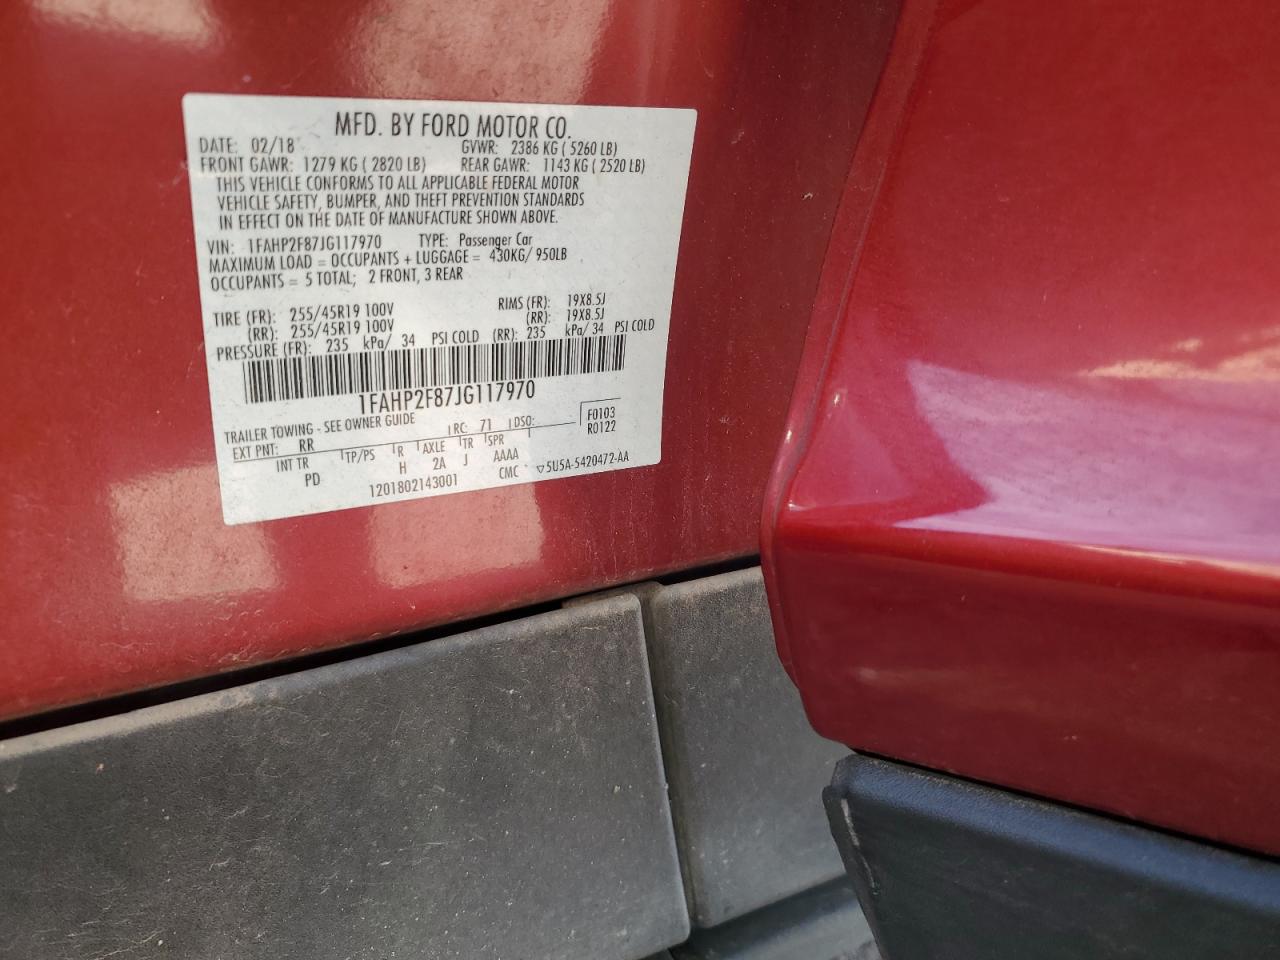 MFD. BY FORD MOTOR CO.
DATE: 02/18 GVWR: 2386 KG ( 5260 LB)
FRONT GAWR: 1279 KG ( 2820 LB) REAR GAWR: 1143 KG ( 2520 LB)
THIS VEHICLE CONFORMS TO ALL APPLICABLE FEDERAL MOTOR
VEHICLE SAFETY, BUMPER, AND THEFT PREVENTION STANDARDS
IN EFFECT ON THE DATE OF MANUFACTURE SHOWN ABOVE.
VIN: 1FAHP2F87JG117970 TYPE: Passenger Car
MAXIMUM LOAD = OCCUPANTS + LUGGAGE = 430KG/ 950LB
OCCUPANTS = 5 TOTAL; 2 FRONT, 3 REAR
TIRE (FR): 255/45R19 100V RIMS (FR): 19X8.5J
(RR): 255/45R19 100V (RR): 19X8.5J
PRESSURE (FR): 235 kPa/ 34 PSI COLD (RR): 235 kPa/ 34 PSI COLD
1FAHP2F87JG117970
TRAILER TOWING - SEE OWNER GUIDE F0103
EXT PNT: RR RC: 71 DSO: R0122
INT TR TP/PS R AXLE TR SPR
PD H 2A J AAAA
1201802143001 CMC ▽5U5A-5420472-AA